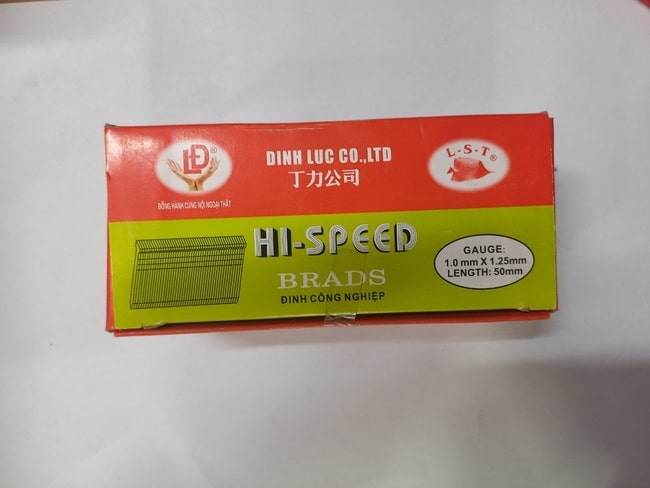 LĐ ®
ĐỒNG HÀNH CÙNG NỘI NGOẠI THẤT
DINH LUC CO.,LTD
丁力公司
L-S-T ®
HI-SPEED
BRADS
ĐINH CÔNG NGHIỆP
GAUGE:
1.0 mm X 1.25mm
LENGTH: 50mm